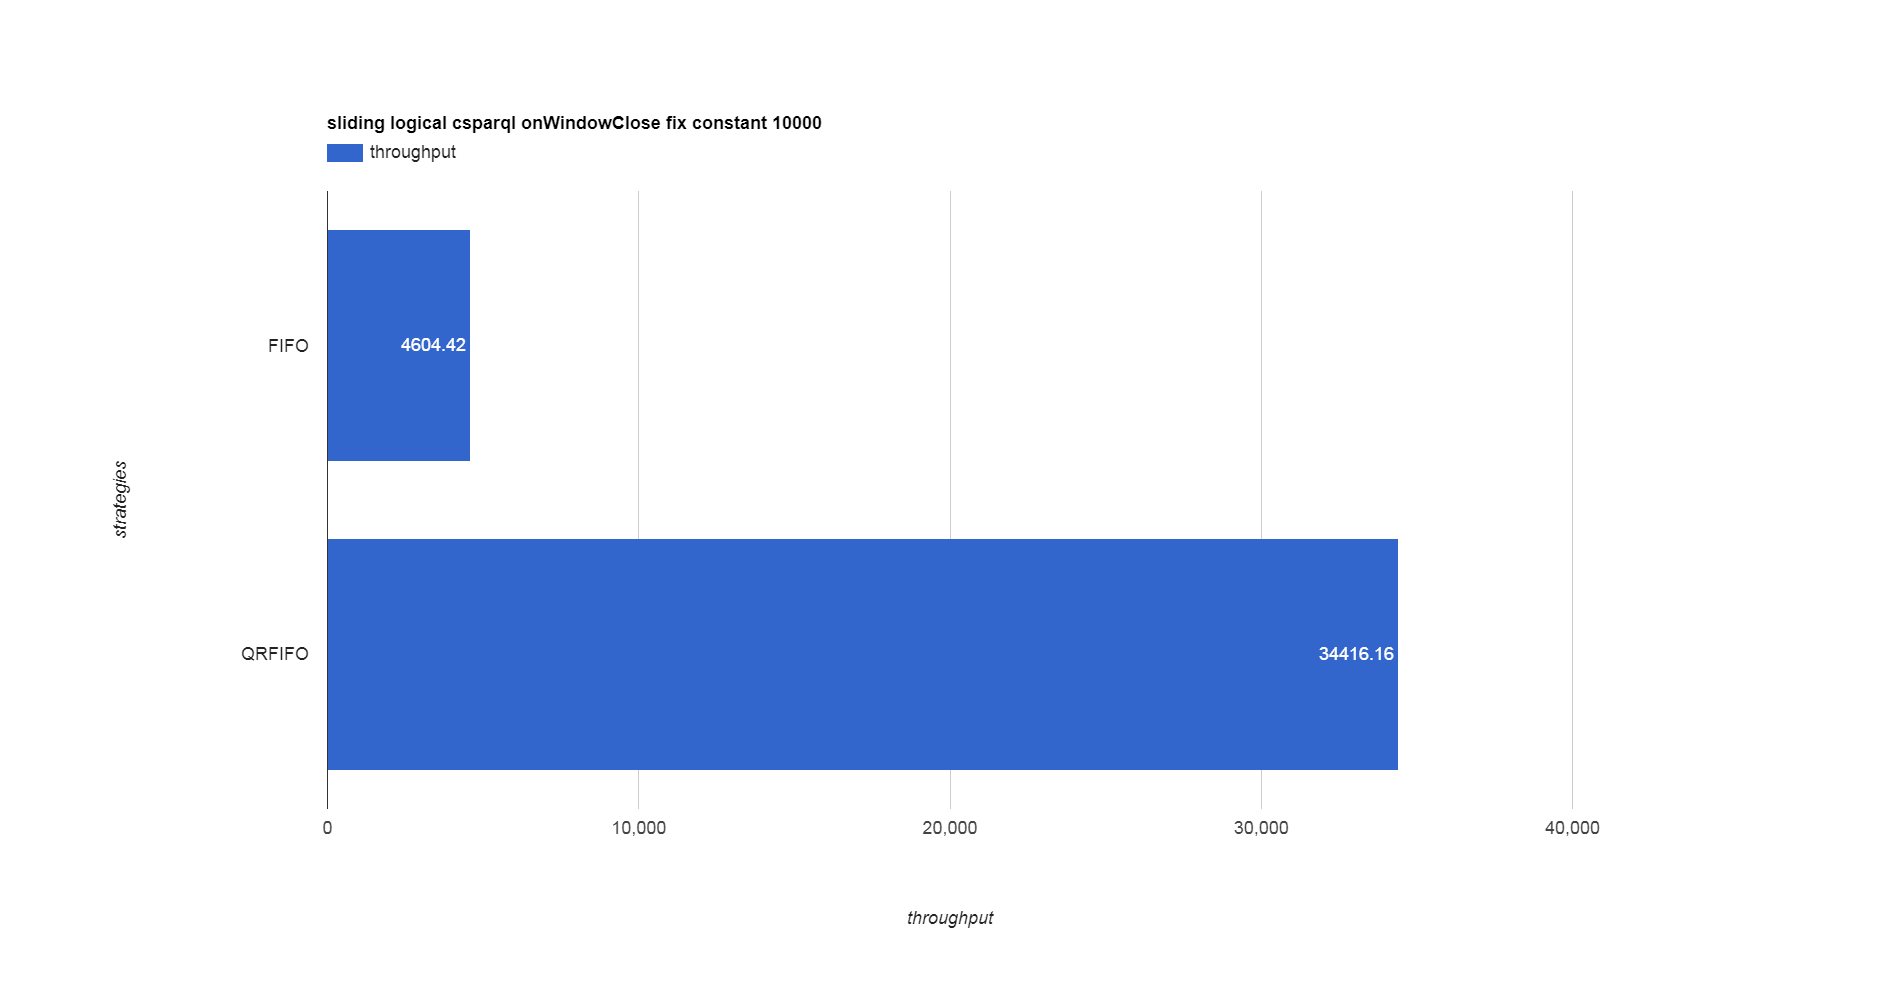 sliding logical csparql onWindowClose fix constant 10000
throughput
FIFO
4604.42
strategies
QRFIFO
34416.16
0
10,000
20,000
30,000
40,000
throughput